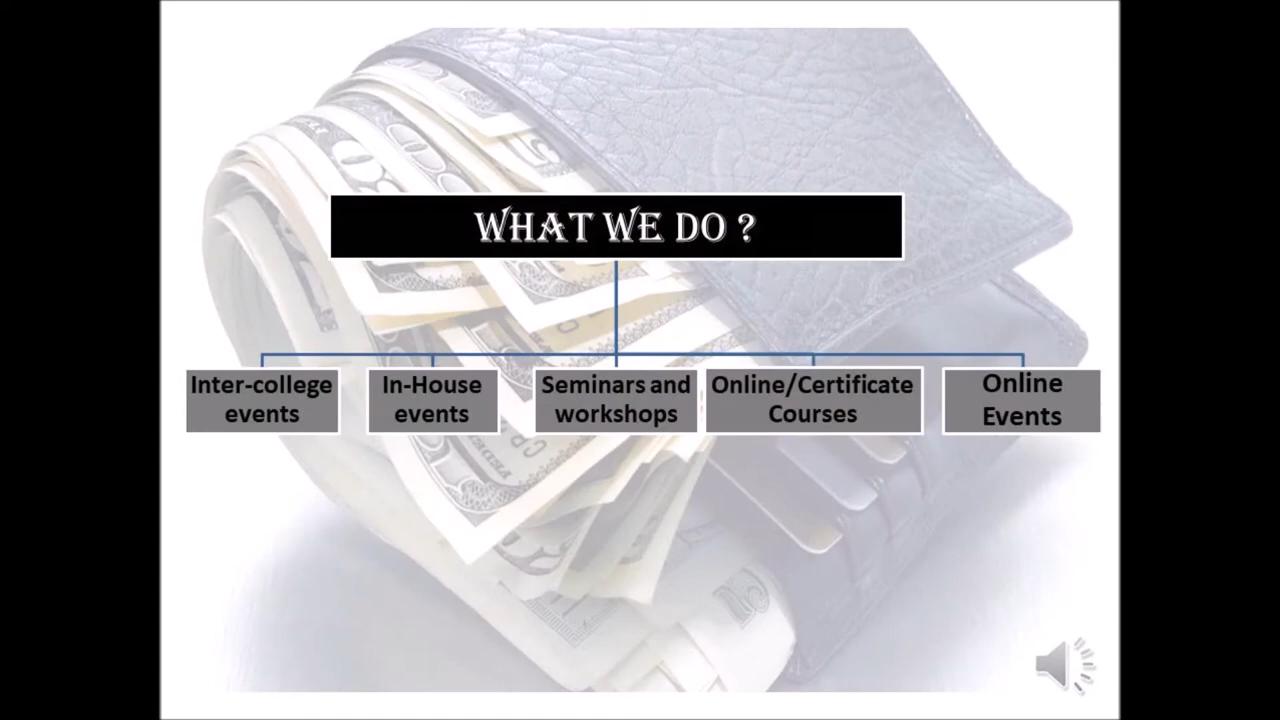 WHAT WE DO ?
Inter-college
events
In-House
events
Seminars and
workshops
Online/Certificate
Courses
Online
Events